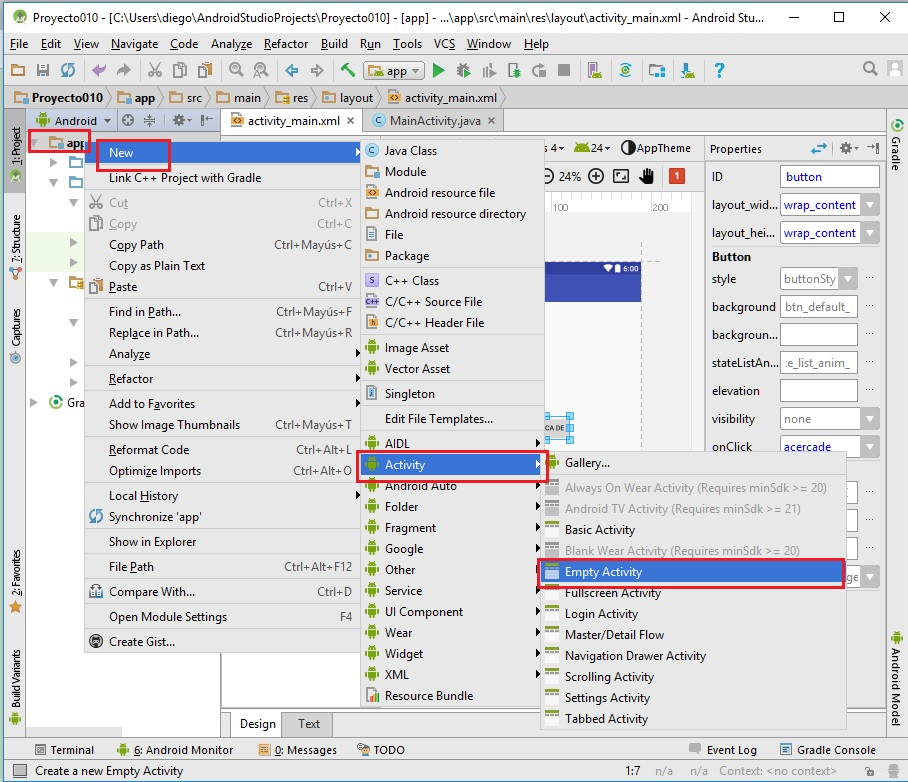 Proyecto010 - [C:\Users\diego\AndroidStudioProjects\Proyecto010] - [app] - ...\app\src\main\res\layout\activity_main.xml - Android Studi...
File Edit View Navigate Code Analyze Refactor Build Run Tools VCS Window Help
app
Proyecto010 app src main res layout activity_main.xml
Android activity_main.xml MainActivity.java
1: Project
7: Structure
Captures
2: Favorites
Build Variants
app
Gra
New
Link C++ Project with Gradle
Cut Ctrl+X
Copy Ctrl+C
Copy Path Ctrl+Mayús+C
Copy as Plain Text
Paste Ctrl+V
Find in Path... Ctrl+Mayús+F
Replace in Path... Ctrl+Mayús+R
Analyze
Refactor
Add to Favorites
Show Image Thumbnails Ctrl+Mayús+T
Reformat Code Ctrl+Alt+L
Optimize Imports Ctrl+Alt+O
Local History
Synchronize 'app'
Show in Explorer
File Path Ctrl+Alt+F12
Compare With... Ctrl+D
Open Module Settings F4
Create Gist...
Java Class
Module
Android resource file
Android resource directory
File
Package
C++ Class
C/C++ Source File
C/C++ Header File
Image Asset
Vector Asset
Singleton
Edit File Templates...
AIDL
Activity
Android Auto
Folder
Fragment
Google
Other
Service
UI Component
Wear
Widget
XML
Resource Bundle
Gallery...
Always On Wear Activity (Requires minSdk >= 20)
Android TV Activity (Requires minSdk >= 21)
Basic Activity
Blank Wear Activity (Requires minSdk >= 20)
Empty Activity
Fullscreen Activity
Login Activity
Master/Detail Flow
Navigation Drawer Activity
Scrolling Activity
Settings Activity
Tabbed Activity
s 4 24 AppTheme
24% 1
100 200
6:00
CA DE
Properties
ID button
layout_wid... wrap_content
layout_hei... wrap_content
Button
style buttonSty
background btn_default_
background...
stateListAn... e_list_anim_
elevation
visibility none
onClick acercade
ge
Gradle
Android Model
Design Text
Terminal 6: Android Monitor 0: Messages TODO Event Log Gradle Console
Create a new Empty Activity 1:7 n/a n/a Context: <no context>